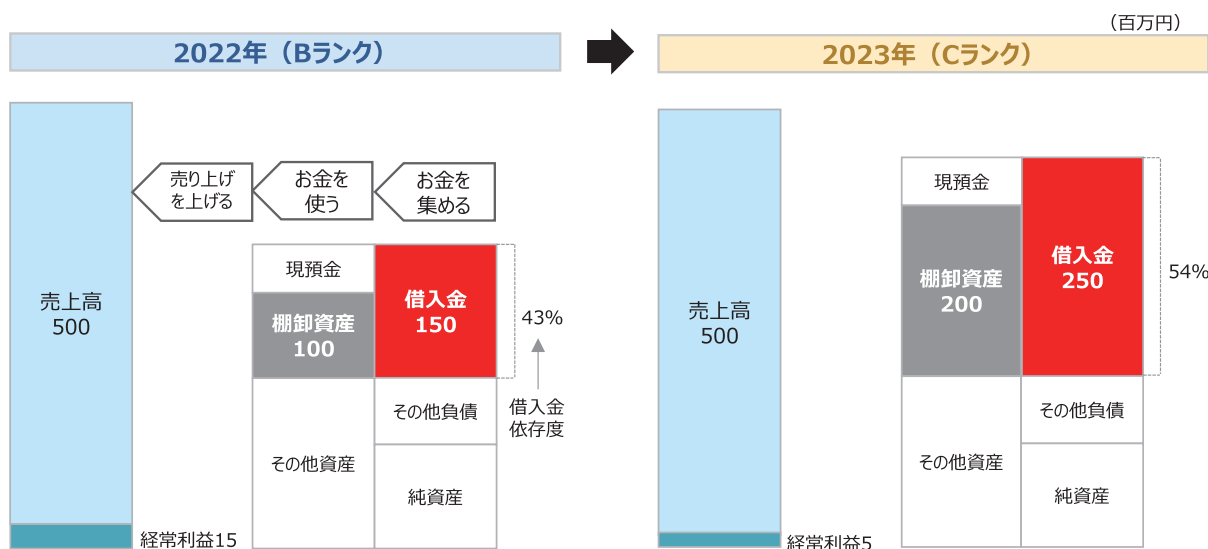 （百万円）
2022年（Bランク）
2023年（Cランク）
売り上げ
を上げる
お金を
使う
お金を
集める
売上高
500
現預金
棚卸資産
100
借入金
150
43%
借入金
依存度
その他負債
その他資産
純資産
経常利益15
売上高
500
現預金
棚卸資産
200
借入金
250
54%
その他負債
その他資産
純資産
経常利益5